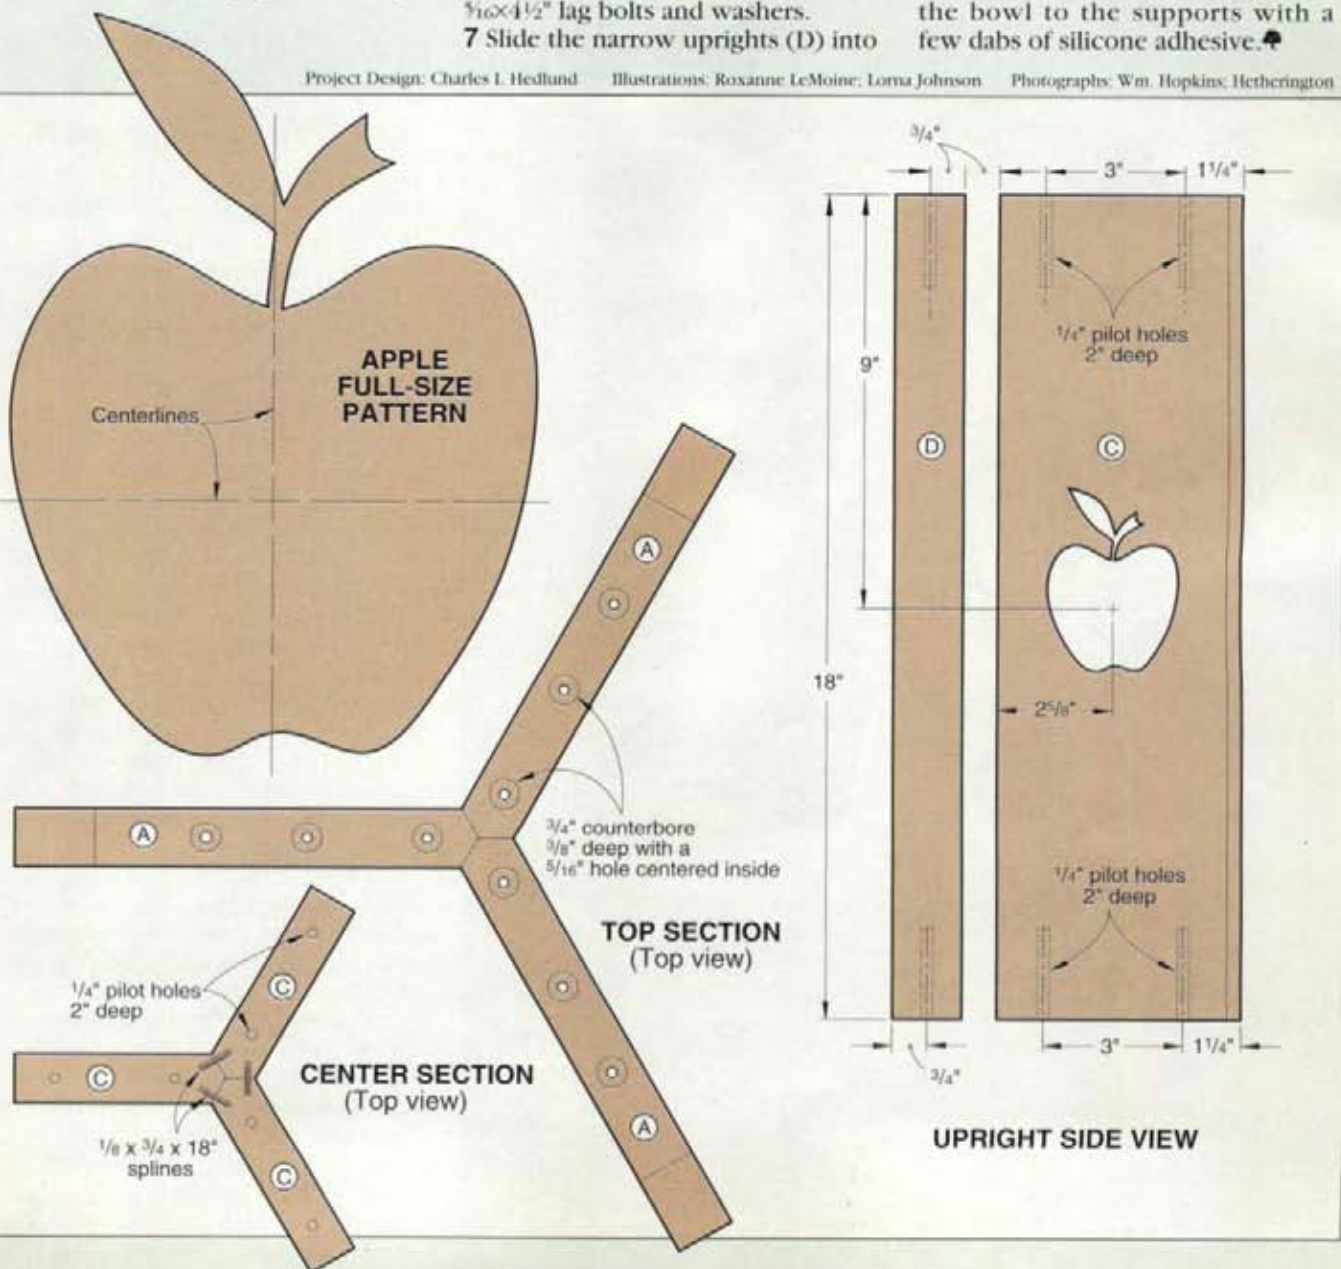 5/16×4 1/2" lag bolts and washers.
7 Slide the narrow uprights (D) into
the bowl to the supports with a
few dabs of silicone adhesive.
Project Design: Charles I. Hedlund
Illustrations: Roxanne LeMoine; Lorna Johnson
Photographs: Wm. Hopkins; Hetherington
APPLE
FULL-SIZE
PATTERN
Centerlines
A
A
A
3/4" counterbore
3/8" deep with a
5/16" hole centered inside
TOP SECTION
(Top view)
1/4" pilot holes
2" deep
C
C
C
CENTER SECTION
(Top view)
1/8 x 3/4 x 18"
splines
3/4"
3"
1 1/4"
1/4" pilot holes
2" deep
9"
D
C
18"
2 5/8"
1/4" pilot holes
2" deep
3"
1 1/4"
3/4"
UPRIGHT SIDE VIEW